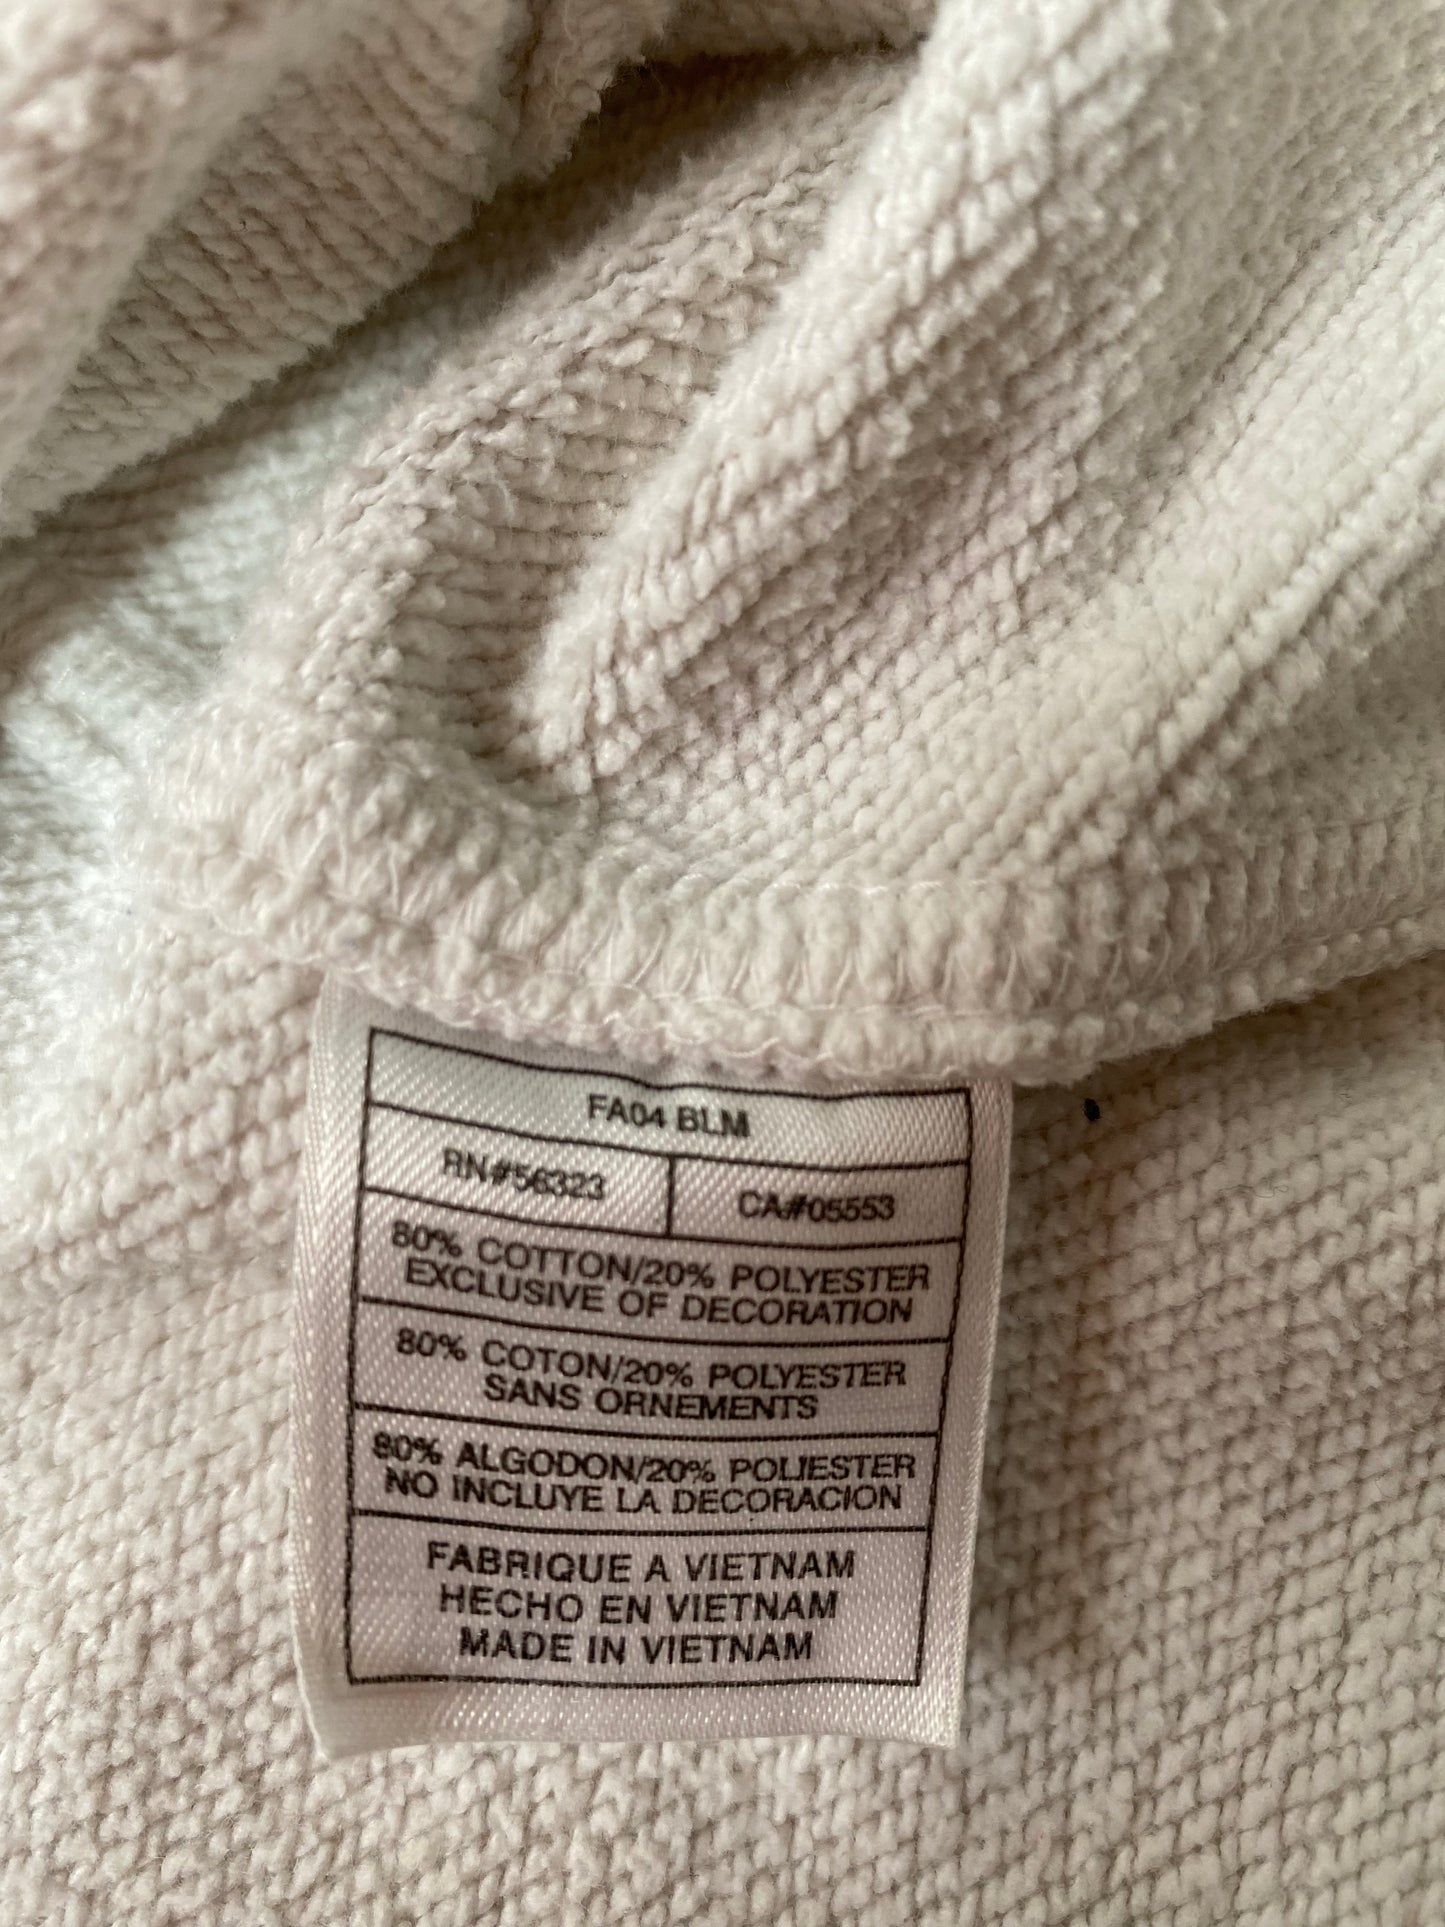 FA04 BLM
RN#56323
CA#05553
80% COTTON/20% POLYESTER
EXCLUSIVE OF DECORATION
80% COTON/20% POLYESTER
SANS ORNEMENTS
80% ALGODON/20% POLIESTER
NO INCLUYE LA DECORACION
FABRIQUE A VIETNAM
HECHO EN VIETNAM
MADE IN VIETNAM